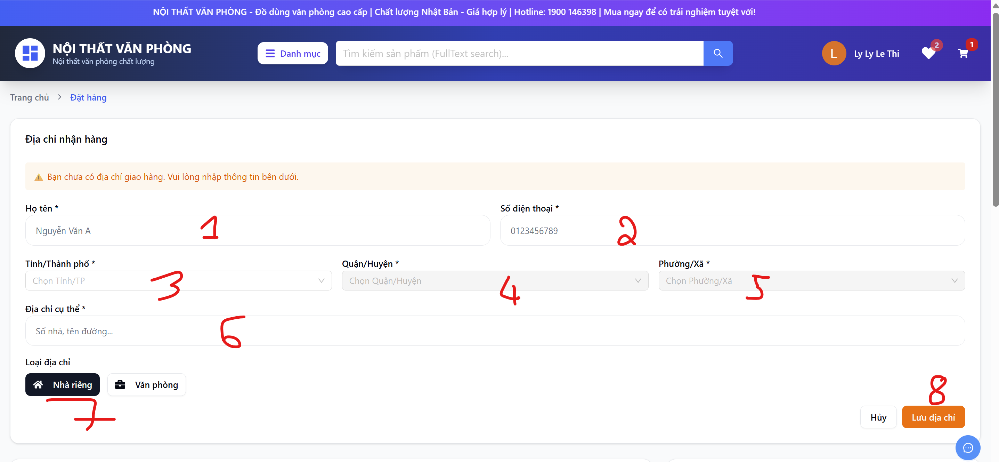 NỘI THẤT VĂN PHÒNG - Đồ dùng văn phòng cao cấp | Chất lượng Nhật Bản - Giá hợp lý | Hotline: 1900 146398 | Mua ngay để có trải nghiệm tuyệt vời!
NỘI THẤT VĂN PHÒNG
Nội thất văn phòng chất lượng
Danh mục
Tìm kiếm sản phẩm (FullText search)...
L
Ly Ly Le Thi
2
1
Trang chủ > Đặt hàng
Địa chỉ nhận hàng
Bạn chưa có địa chỉ giao hàng. Vui lòng nhập thông tin bên dưới.
Họ tên *
Số điện thoại *
Nguyễn Văn A
1
0123456789
2
Tỉnh/Thành phố *
Quận/Huyện *
Phường/Xã *
Chọn Tỉnh/TP
3
Chọn Quận/Huyện
4
Chọn Phường/Xã
5
Địa chỉ cụ thể *
Số nhà, tên đường...
6
Loại địa chỉ
Nhà riêng
Văn phòng
7
8
Hủy
Lưu địa chỉ